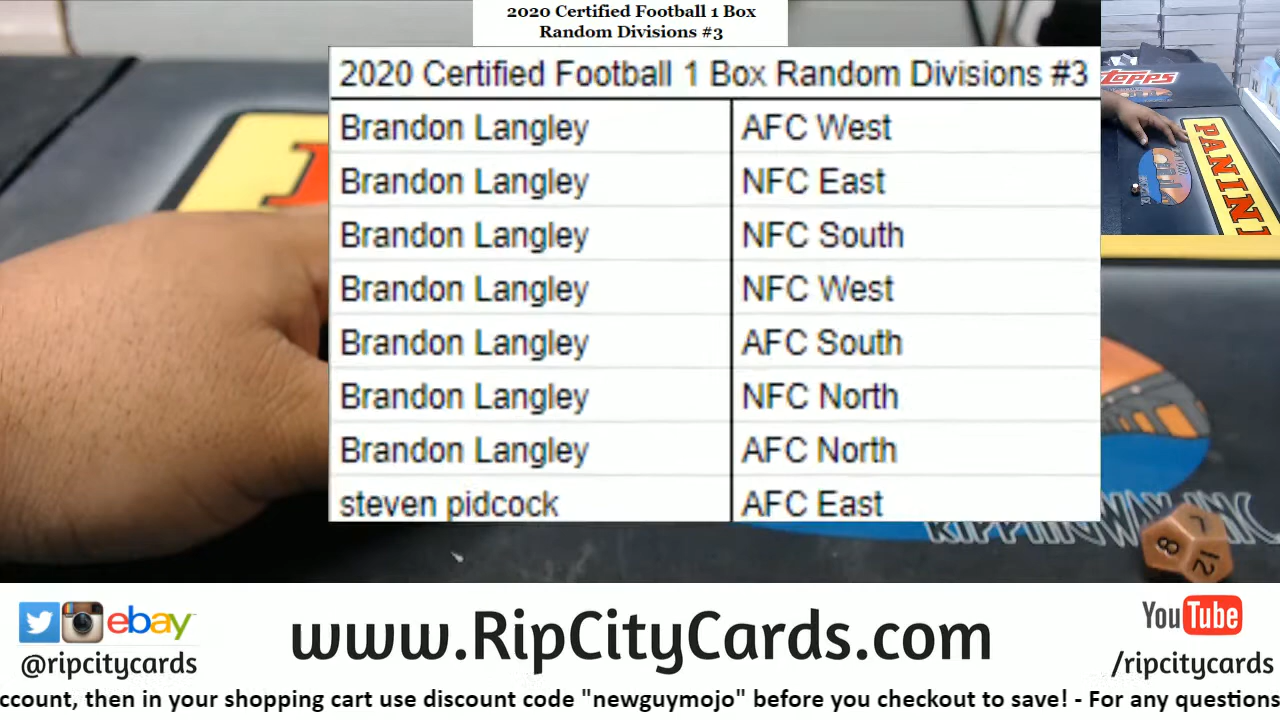 2020 Certified Football 1 Box
Random Divisions #3
2020 Certified Football 1 Box Random Divisions #3
Brandon Langley AFC West
Brandon Langley NFC East
Brandon Langley NFC South
Brandon Langley NFC West
Brandon Langley AFC South
Brandon Langley NFC North
Brandon Langley AFC North
steven pidcock AFC East
topps
PANINI
8
12
ebay
@ripcitycards
www.RipCityCards.com
YouTube
/ripcitycards
ccount, then in your shopping cart use discount code "newguymojo" before you checkout to save! - For any questions